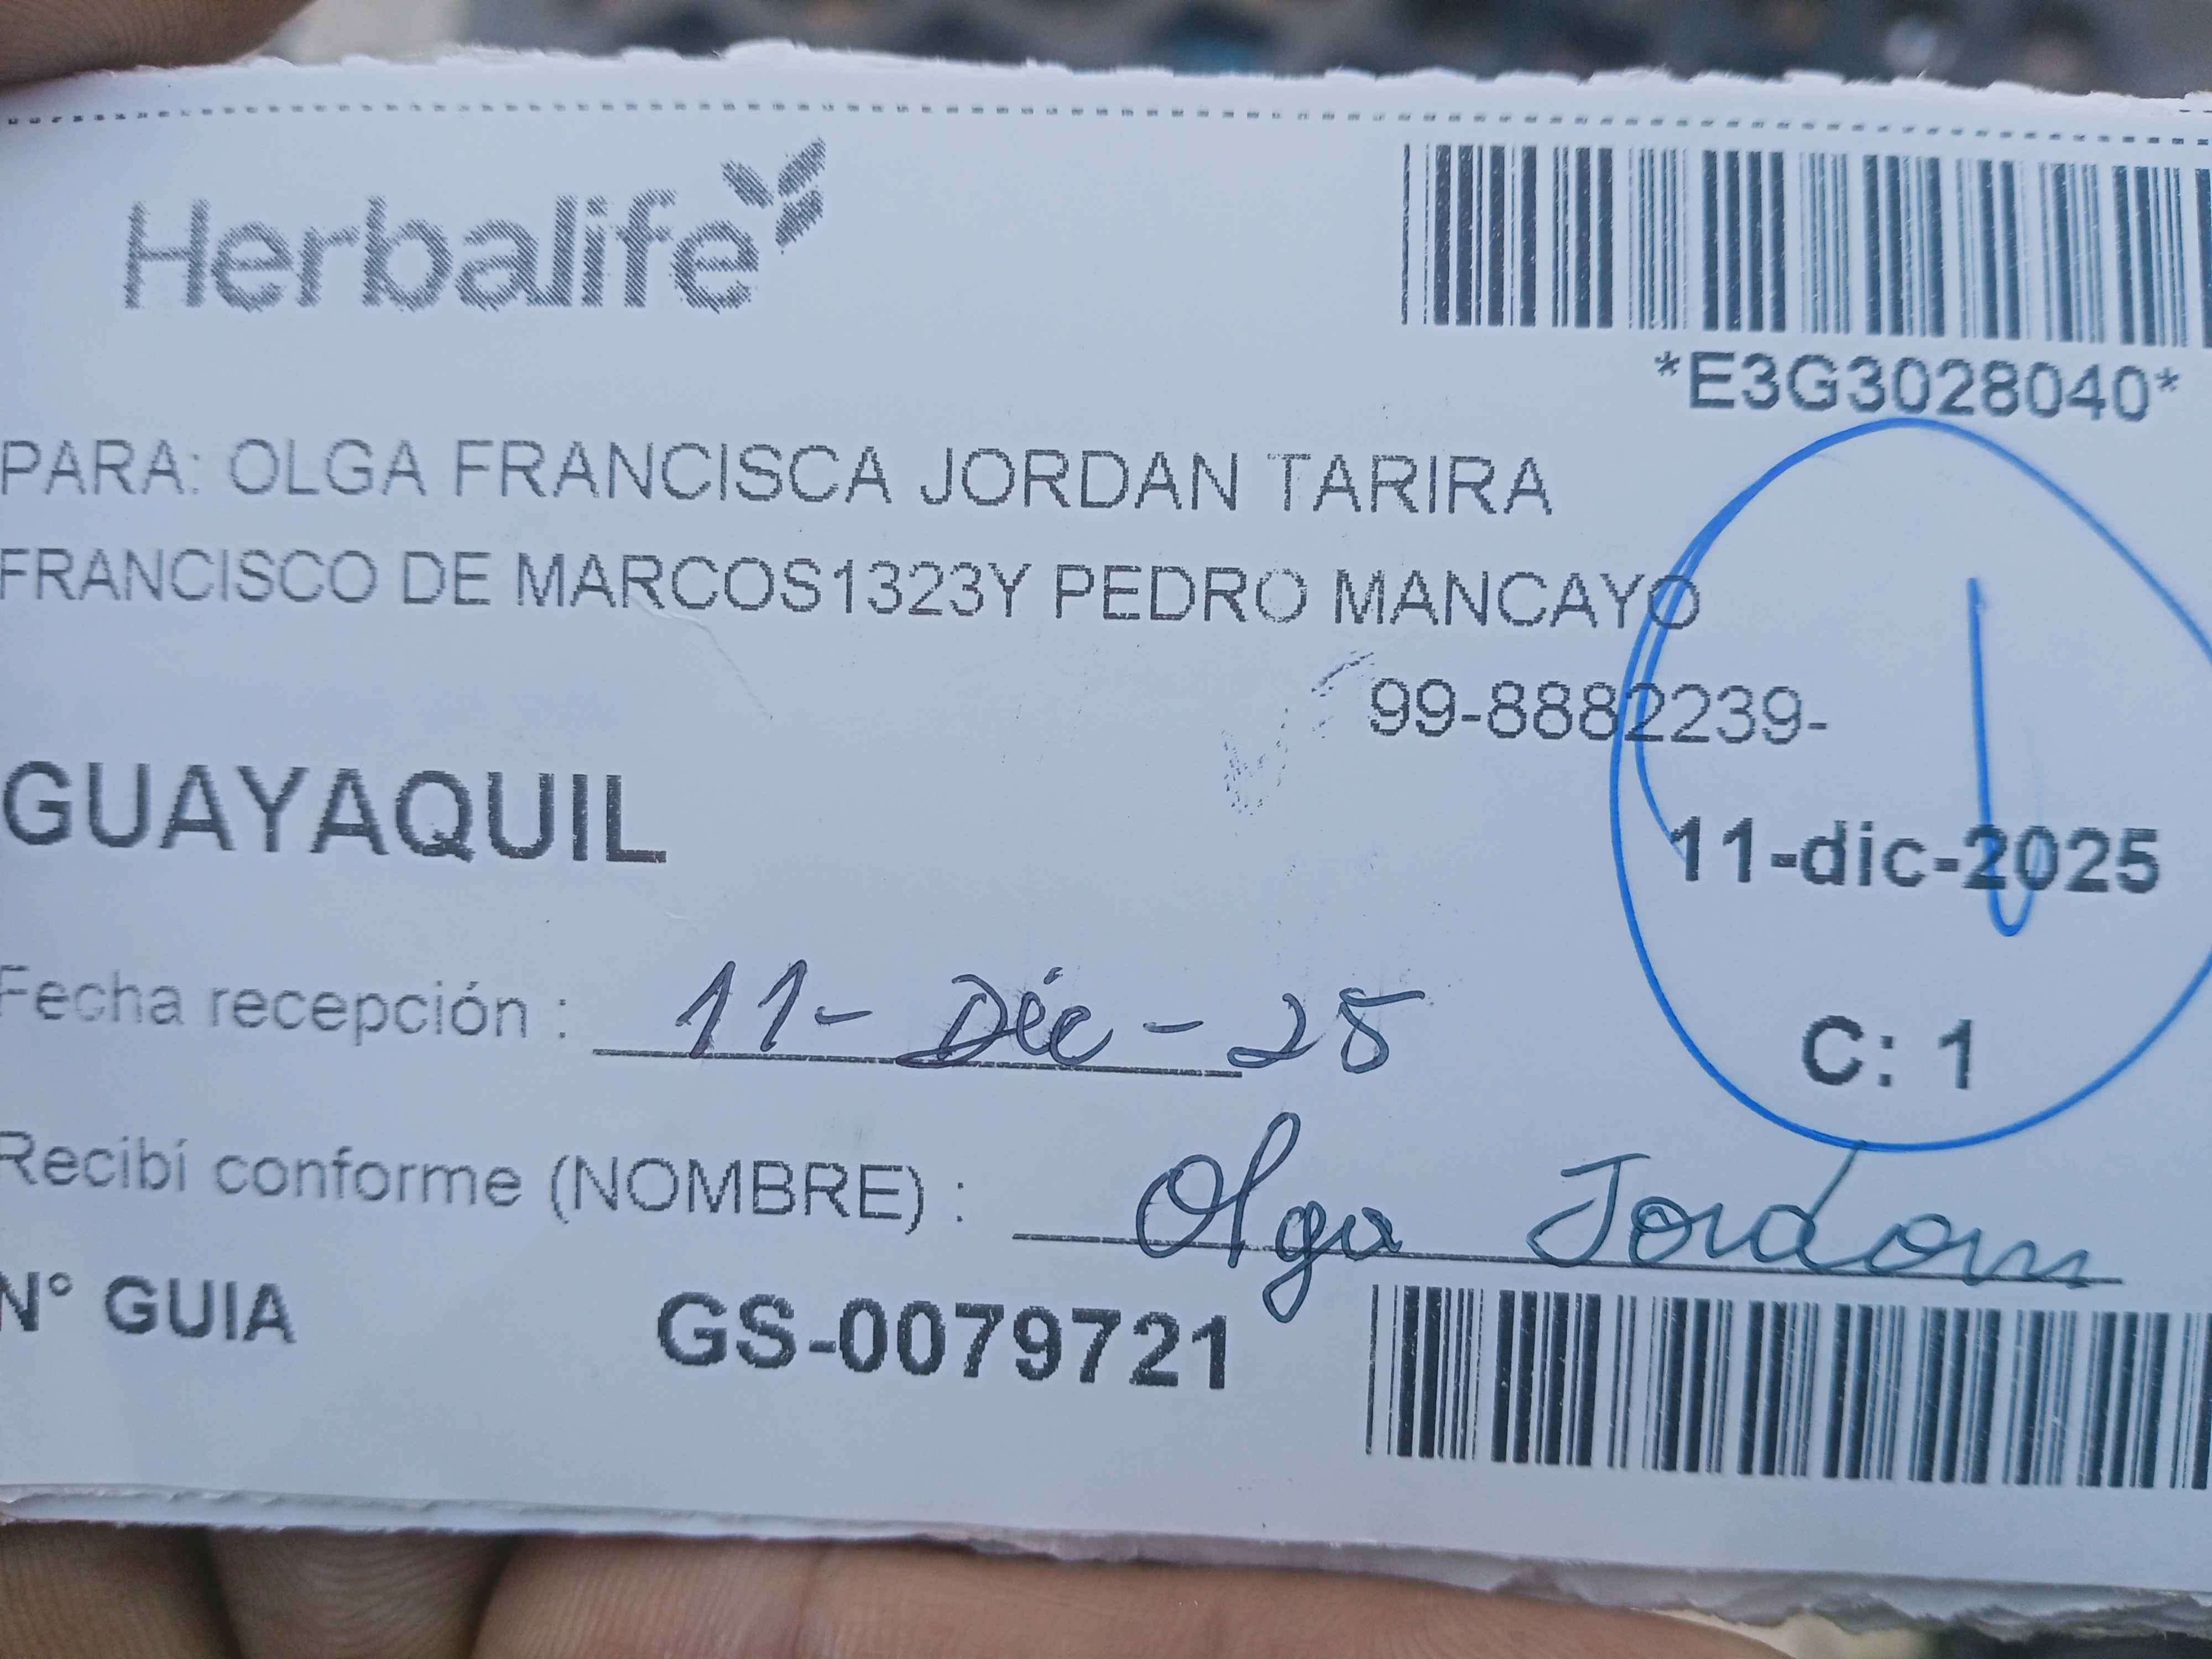 Herbalife
*E3G3028040*
PARA: OLGA FRANCISCA JORDAN TARIRA
FRANCISCO DE MARCOS1323Y PEDRO MANCAYO
99-8882239-
GUAYAQUIL
11-dic-2025
Fecha recepción : 11- Dic - 25
C: 1
Recibí conforme (NOMBRE) : Olga Jordan
N° GUIA GS-0079721